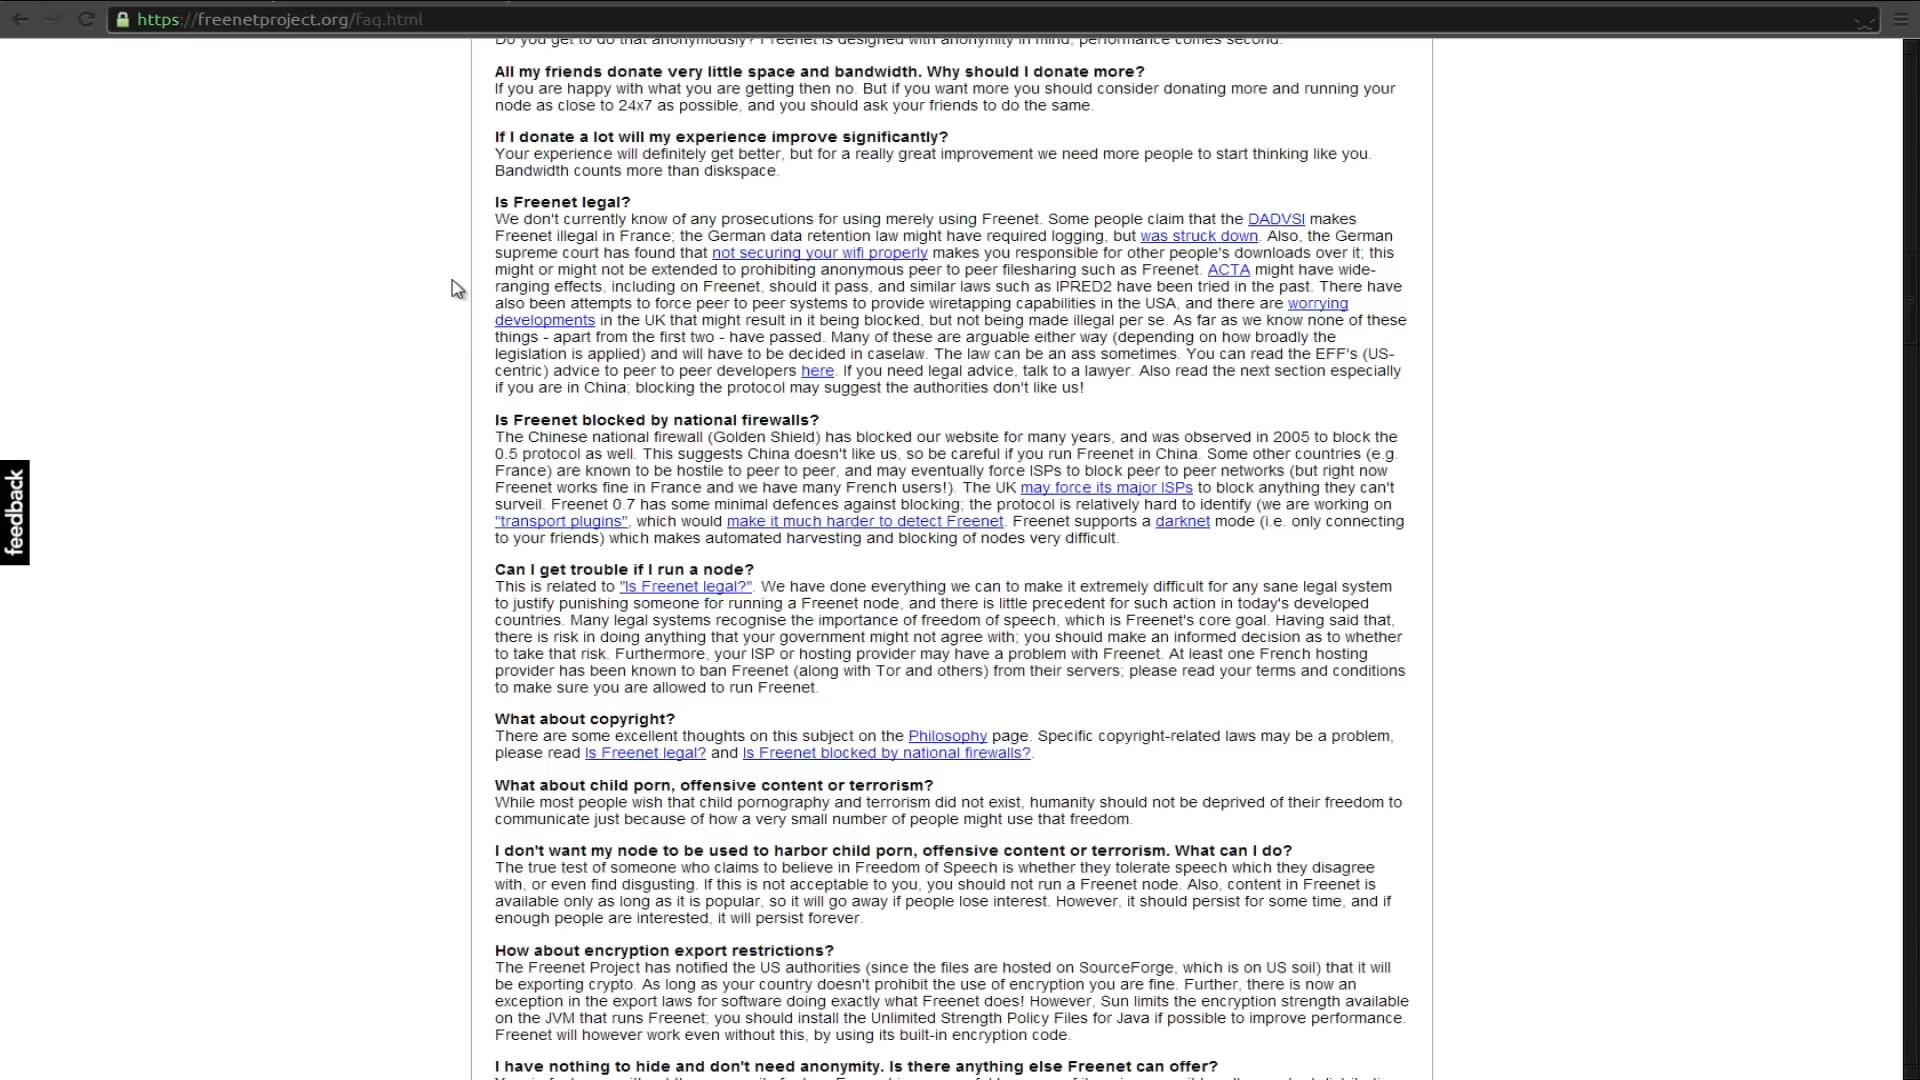 https://freenetproject.org/faq.html
Do you get to do that anonymously? Freenet is designed with anonymity in mind, performance comes second.
All my friends donate very little space and bandwidth. Why should I donate more?
If you are happy with what you are getting then no. But if you want more you should consider donating more and running your
node as close to 24x7 as possible, and you should ask your friends to do the same.
If I donate a lot will my experience improve significantly?
Your experience will definitely get better, but for a really great improvement we need more people to start thinking like you.
Bandwidth counts more than diskspace.
Is Freenet legal?
We don't currently know of any prosecutions for using merely using Freenet. Some people claim that the DADVSI makes
Freenet illegal in France; the German data retention law might have required logging, but was struck down. Also, the German
supreme court has found that not securing your wifi properly makes you responsible for other people's downloads over it; this
might or might not be extended to prohibiting anonymous peer to peer filesharing such as Freenet. ACTA might have wide-
ranging effects, including on Freenet, should it pass, and similar laws such as IPRED2 have been tried in the past. There have
also been attempts to force peer to peer systems to provide wiretapping capabilities in the USA, and there are worrying
developments in the UK that might result in it being blocked, but not being made illegal per se. As far as we know none of these
things - apart from the first two - have passed. Many of these are arguable either way (depending on how broadly the
legislation is applied) and will have to be decided in caselaw. The law can be an ass sometimes. You can read the EFF's (US-
centric) advice to peer to peer developers here. If you need legal advice, talk to a lawyer. Also read the next section especially
if you are in China; blocking the protocol may suggest the authorities don't like us!
Is Freenet blocked by national firewalls?
The Chinese national firewall (Golden Shield) has blocked our website for many years, and was observed in 2005 to block the
0.5 protocol as well. This suggests China doesn't like us, so be careful if you run Freenet in China. Some other countries (e.g.
France) are known to be hostile to peer to peer, and may eventually force ISPs to block peer to peer networks (but right now
Freenet works fine in France and we have many French users!). The UK may force its major ISPs to block anything they can't
surveil. Freenet 0.7 has some minimal defences against blocking; the protocol is relatively hard to identify (we are working on
"transport plugins", which would make it much harder to detect Freenet. Freenet supports a darknet mode (i.e. only connecting
to your friends) which makes automated harvesting and blocking of nodes very difficult.
feedback
Can I get trouble if I run a node?
This is related to "Is Freenet legal?". We have done everything we can to make it extremely difficult for any sane legal system
to justify punishing someone for running a Freenet node, and there is little precedent for such action in today's developed
countries. Many legal systems recognise the importance of freedom of speech, which is Freenet's core goal. Having said that,
there is risk in doing anything that your government might not agree with; you should make an informed decision as to whether
to take that risk. Furthermore, your ISP or hosting provider may have a problem with Freenet. At least one French hosting
provider has been known to ban Freenet (along with Tor and others) from their servers; please read your terms and conditions
to make sure you are allowed to run Freenet.
What about copyright?
There are some excellent thoughts on this subject on the Philosophy page. Specific copyright-related laws may be a problem,
please read Is Freenet legal? and Is Freenet blocked by national firewalls?.
What about child porn, offensive content or terrorism?
While most people wish that child pornography and terrorism did not exist, humanity should not be deprived of their freedom to
communicate just because of how a very small number of people might use that freedom.
I don't want my node to be used to harbor child porn, offensive content or terrorism. What can I do?
The true test of someone who claims to believe in Freedom of Speech is whether they tolerate speech which they disagree
with, or even find disgusting. If this is not acceptable to you, you should not run a Freenet node. Also, content in Freenet is
available only as long as it is popular, so it will go away if people lose interest. However, it should persist for some time, and if
enough people are interested, it will persist forever.
How about encryption export restrictions?
The Freenet Project has notified the US authorities (since the files are hosted on SourceForge, which is on US soil) that it will
be exporting crypto. As long as your country doesn't prohibit the use of encryption you are fine. Further, there is now an
exception in the export laws for software doing exactly what Freenet does! However, Sun limits the encryption strength available
on the JVM that runs Freenet; you should install the Unlimited Strength Policy Files for Java if possible to improve performance.
Freenet will however work even without this, by using its built-in encryption code.
I have nothing to hide and don't need anonymity. Is there anything else Freenet can offer?